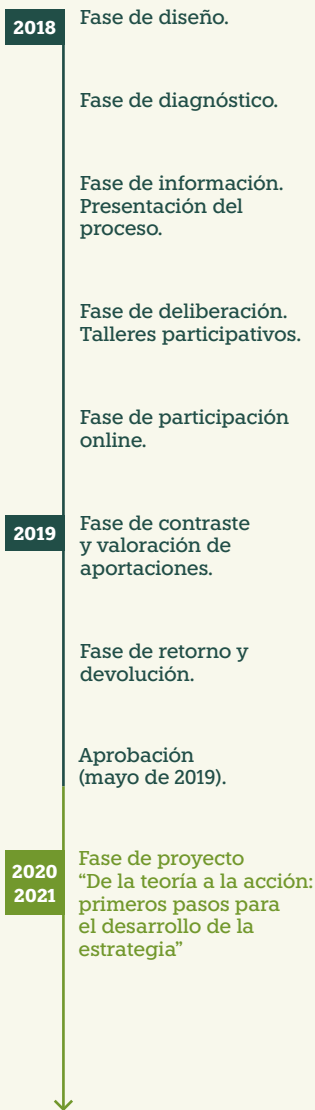 2018
Fase de diseño.
Fase de diagnóstico.
Fase de información.
Presentación del
proceso.
Fase de deliberación.
Talleres participativos.
Fase de participación
online.
2019
Fase de contraste
y valoración de
aportaciones.
Fase de retorno y
devolución.
Aprobación
(mayo de 2019).
2020
2021
Fase de proyecto
“De la teoría a la acción:
primeros pasos para
el desarrollo de la
estrategia”